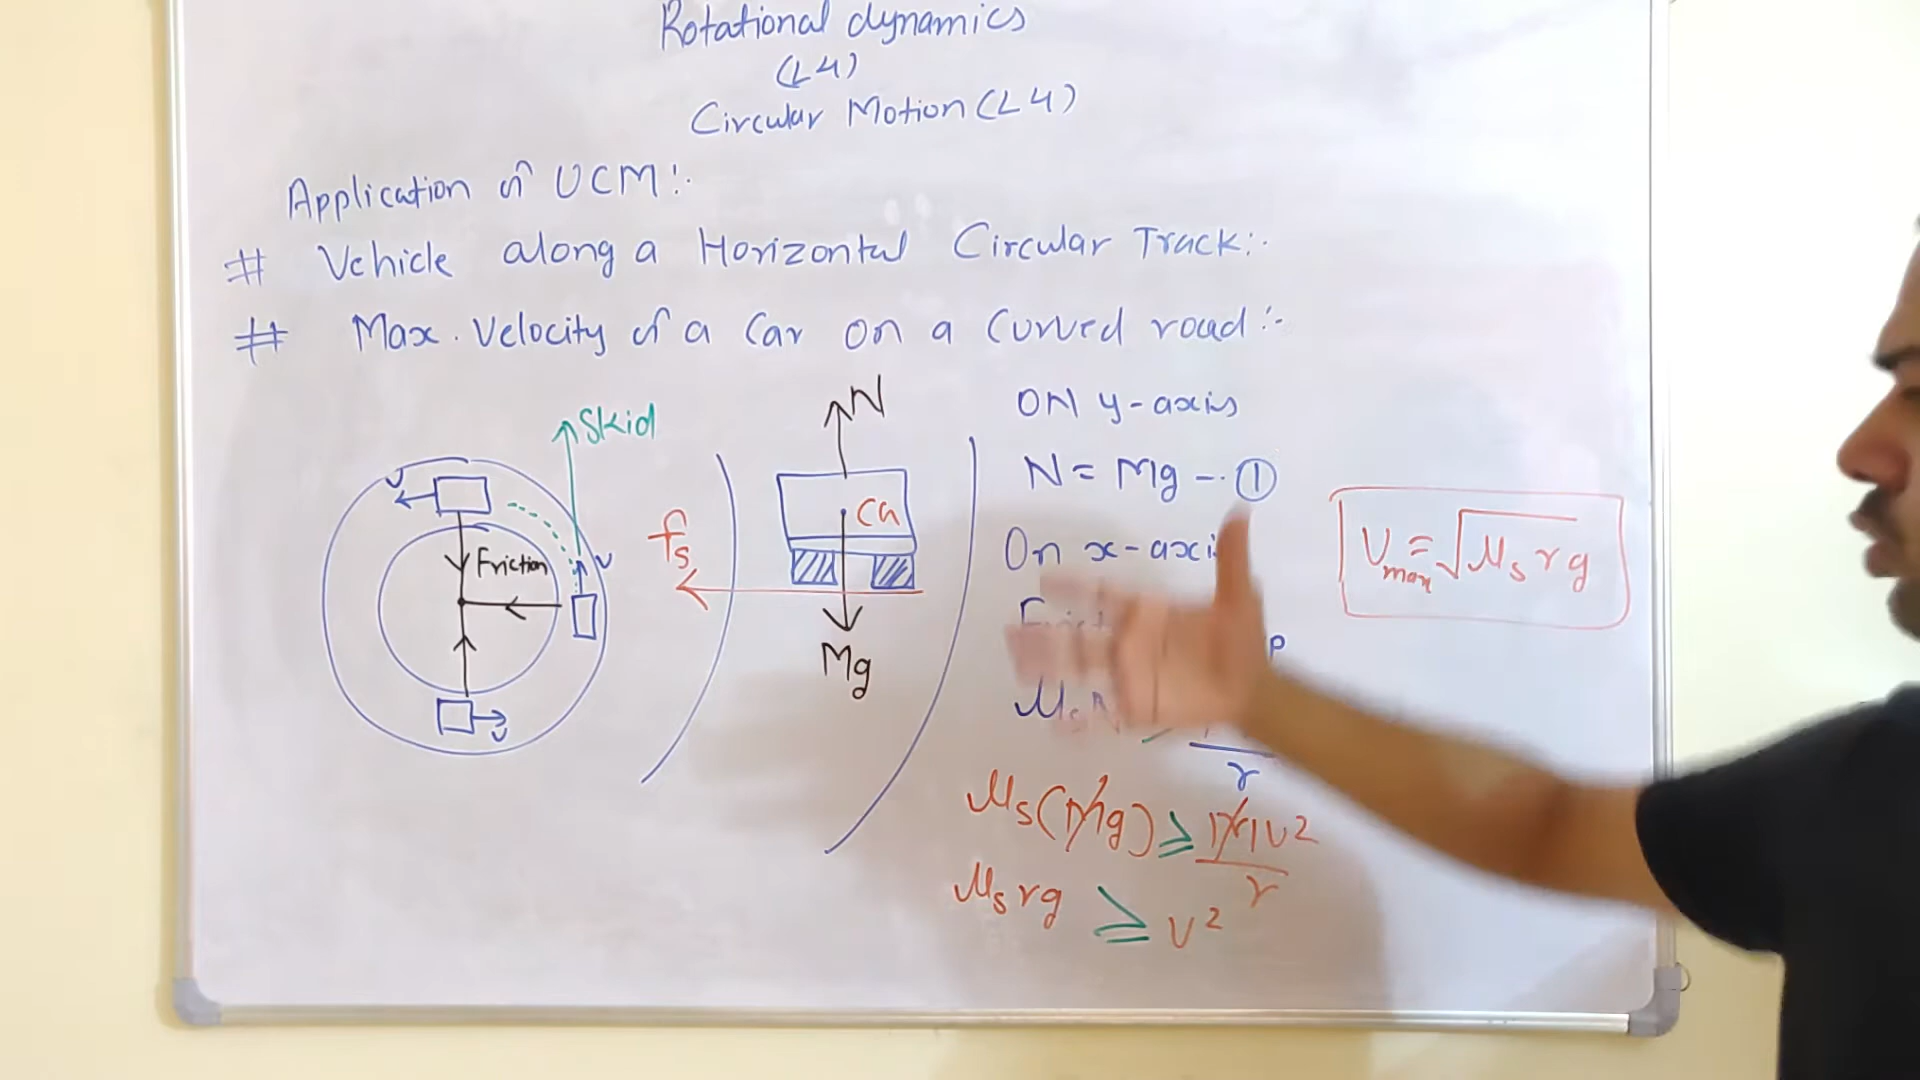 Rotational dynamics
(L4)
Circular Motion (L4)
Application of UCM:-
# Vehicle along a Horizontal Circular Track:-
# Max. Velocity of a Car on a Curved road:-
Skid
v
Friction
v
v
N
Ca
fs
Mg
ON y-axis
N = Mg -- ①
On x-axi
P
μs N
r
μs(Mg) ≥ Mv²/r
μs rg ≥ v²
Vmax = √μs rg